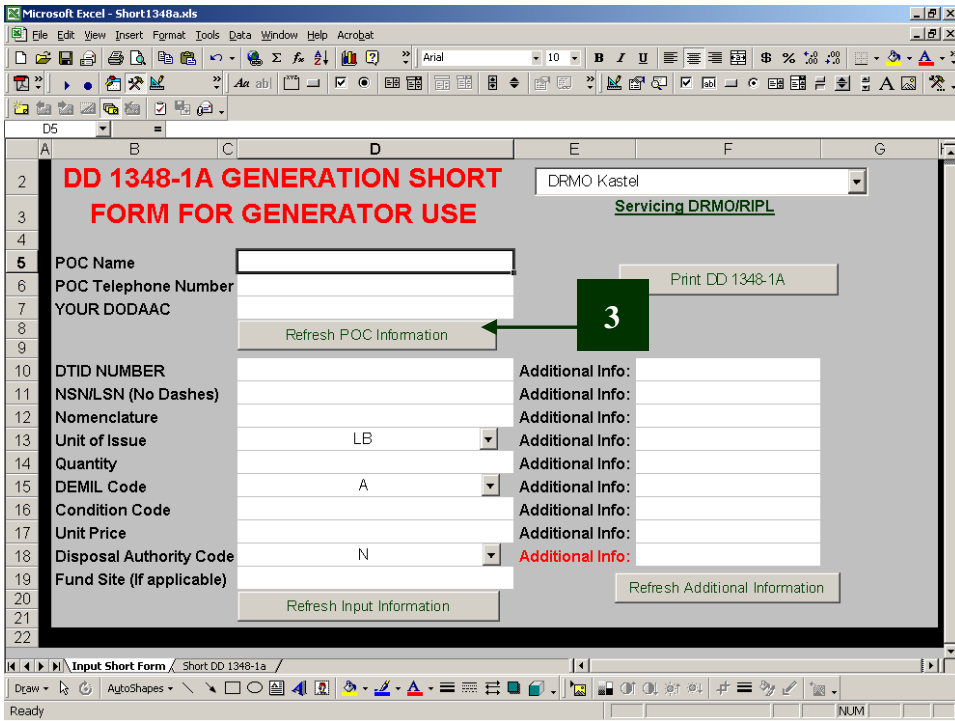 Microsoft Excel - Short1348a.xls
File Edit View Insert Format Tools Data Window Help Acrobat
Arial 10 B I U $ %
D5 =
A B C D E F G H
2 DD 1348-1A GENERATION SHORT DRMO Kastel
3 FORM FOR GENERATOR USE Servicing DRMO/RIPL
4
5 POC Name
6 POC Telephone Number Print DD 1348-1A
7 YOUR DODAAC
3
8 Refresh POC Information
9
10 DTID NUMBER Additional Info:
11 NSN/LSN (No Dashes) Additional Info:
12 Nomenclature Additional Info:
13 Unit of Issue LB Additional Info:
14 Quantity Additional Info:
15 DEMIL Code A Additional Info:
16 Condition Code Additional Info:
17 Unit Price Additional Info:
18 Disposal Authority Code N Additional Info:
19 Fund Site (If applicable) Refresh Additional Information
20 Refresh Input Information
21
22
Input Short Form Short DD 1348-1a
Draw AutoShapes
Ready NUM